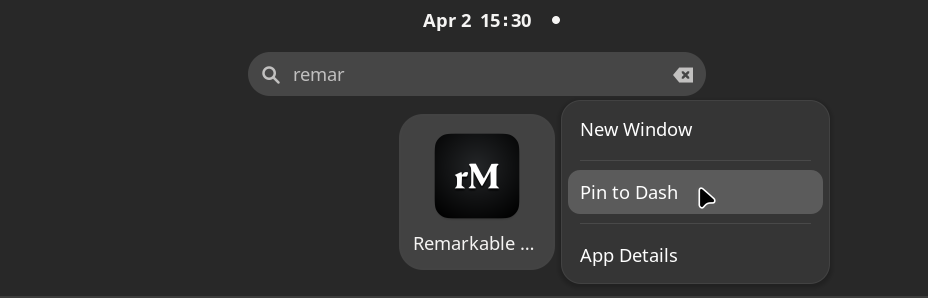 Apr 2 15:30
remar
New Window
rM
Pin to Dash
Remarkable ...
App Details